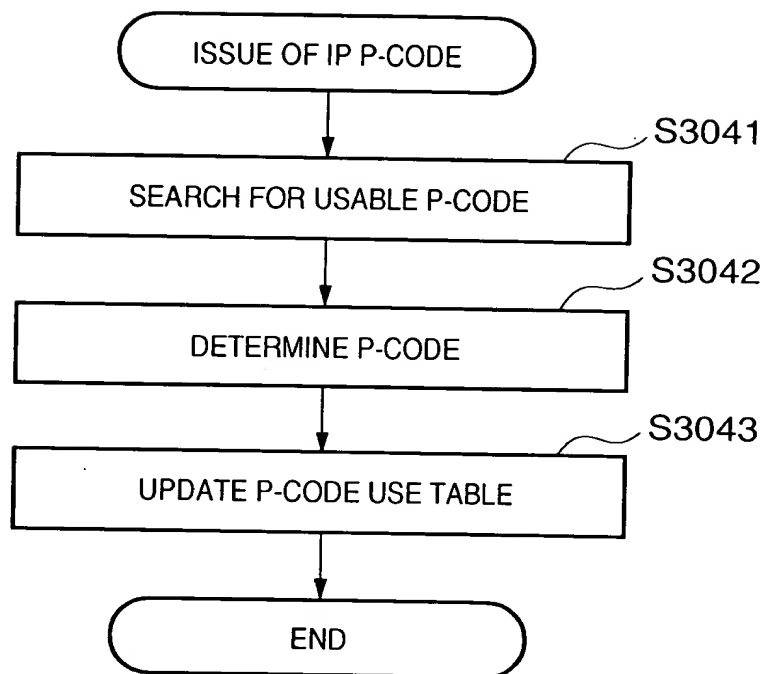 ISSUE OF IP P-CODE
S3041
SEARCH FOR USABLE P-CODE
S3042
DETERMINE P-CODE
S3043
UPDATE P-CODE USE TABLE
END